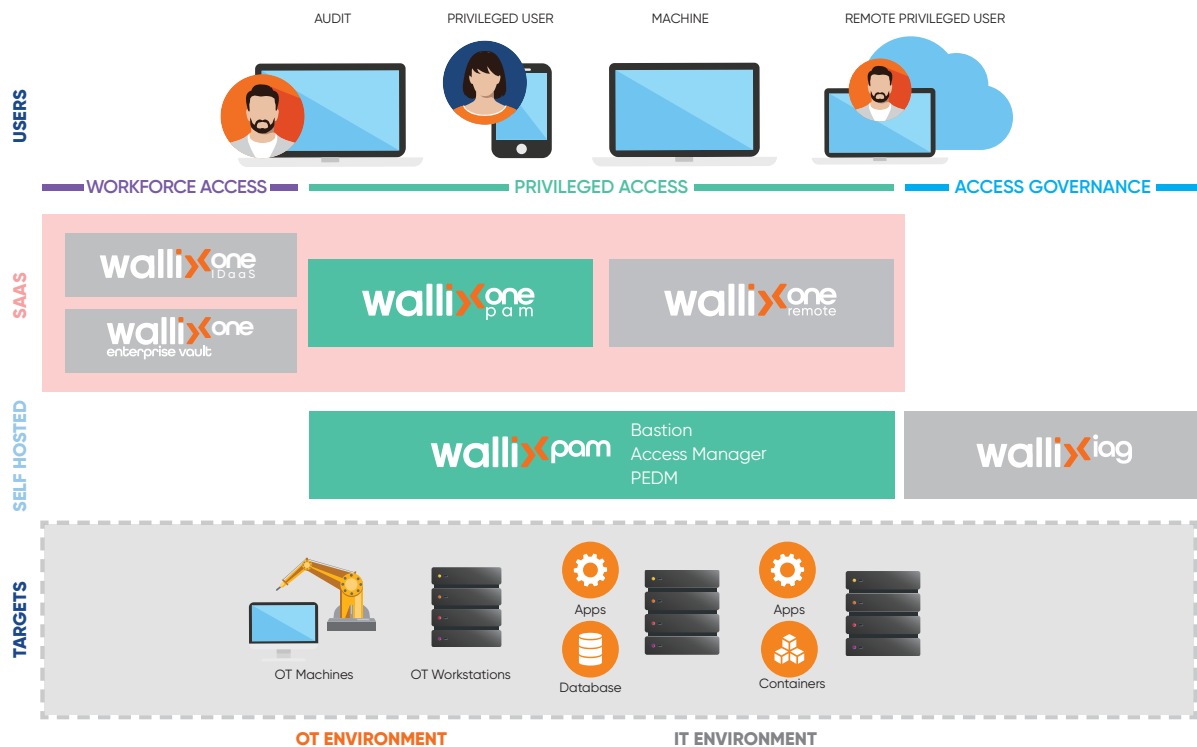 AUDIT
PRIVILEGED USER
MACHINE
REMOTE PRIVILEGED USER
USERS
WORKFORCE ACCESS
PRIVILEGED ACCESS
ACCESS GOVERNANCE
SAAS
wallix one
IDaaS
wallix one
enterprise vault
wallix one
pam
wallix one
remote
SELF HOSTED
wallix pam
Bastion
Access Manager
PEDM
wallix iag
TARGETS
OT Machines
OT Workstations
Apps
Database
Apps
Containers
OT ENVIRONMENT
IT ENVIRONMENT